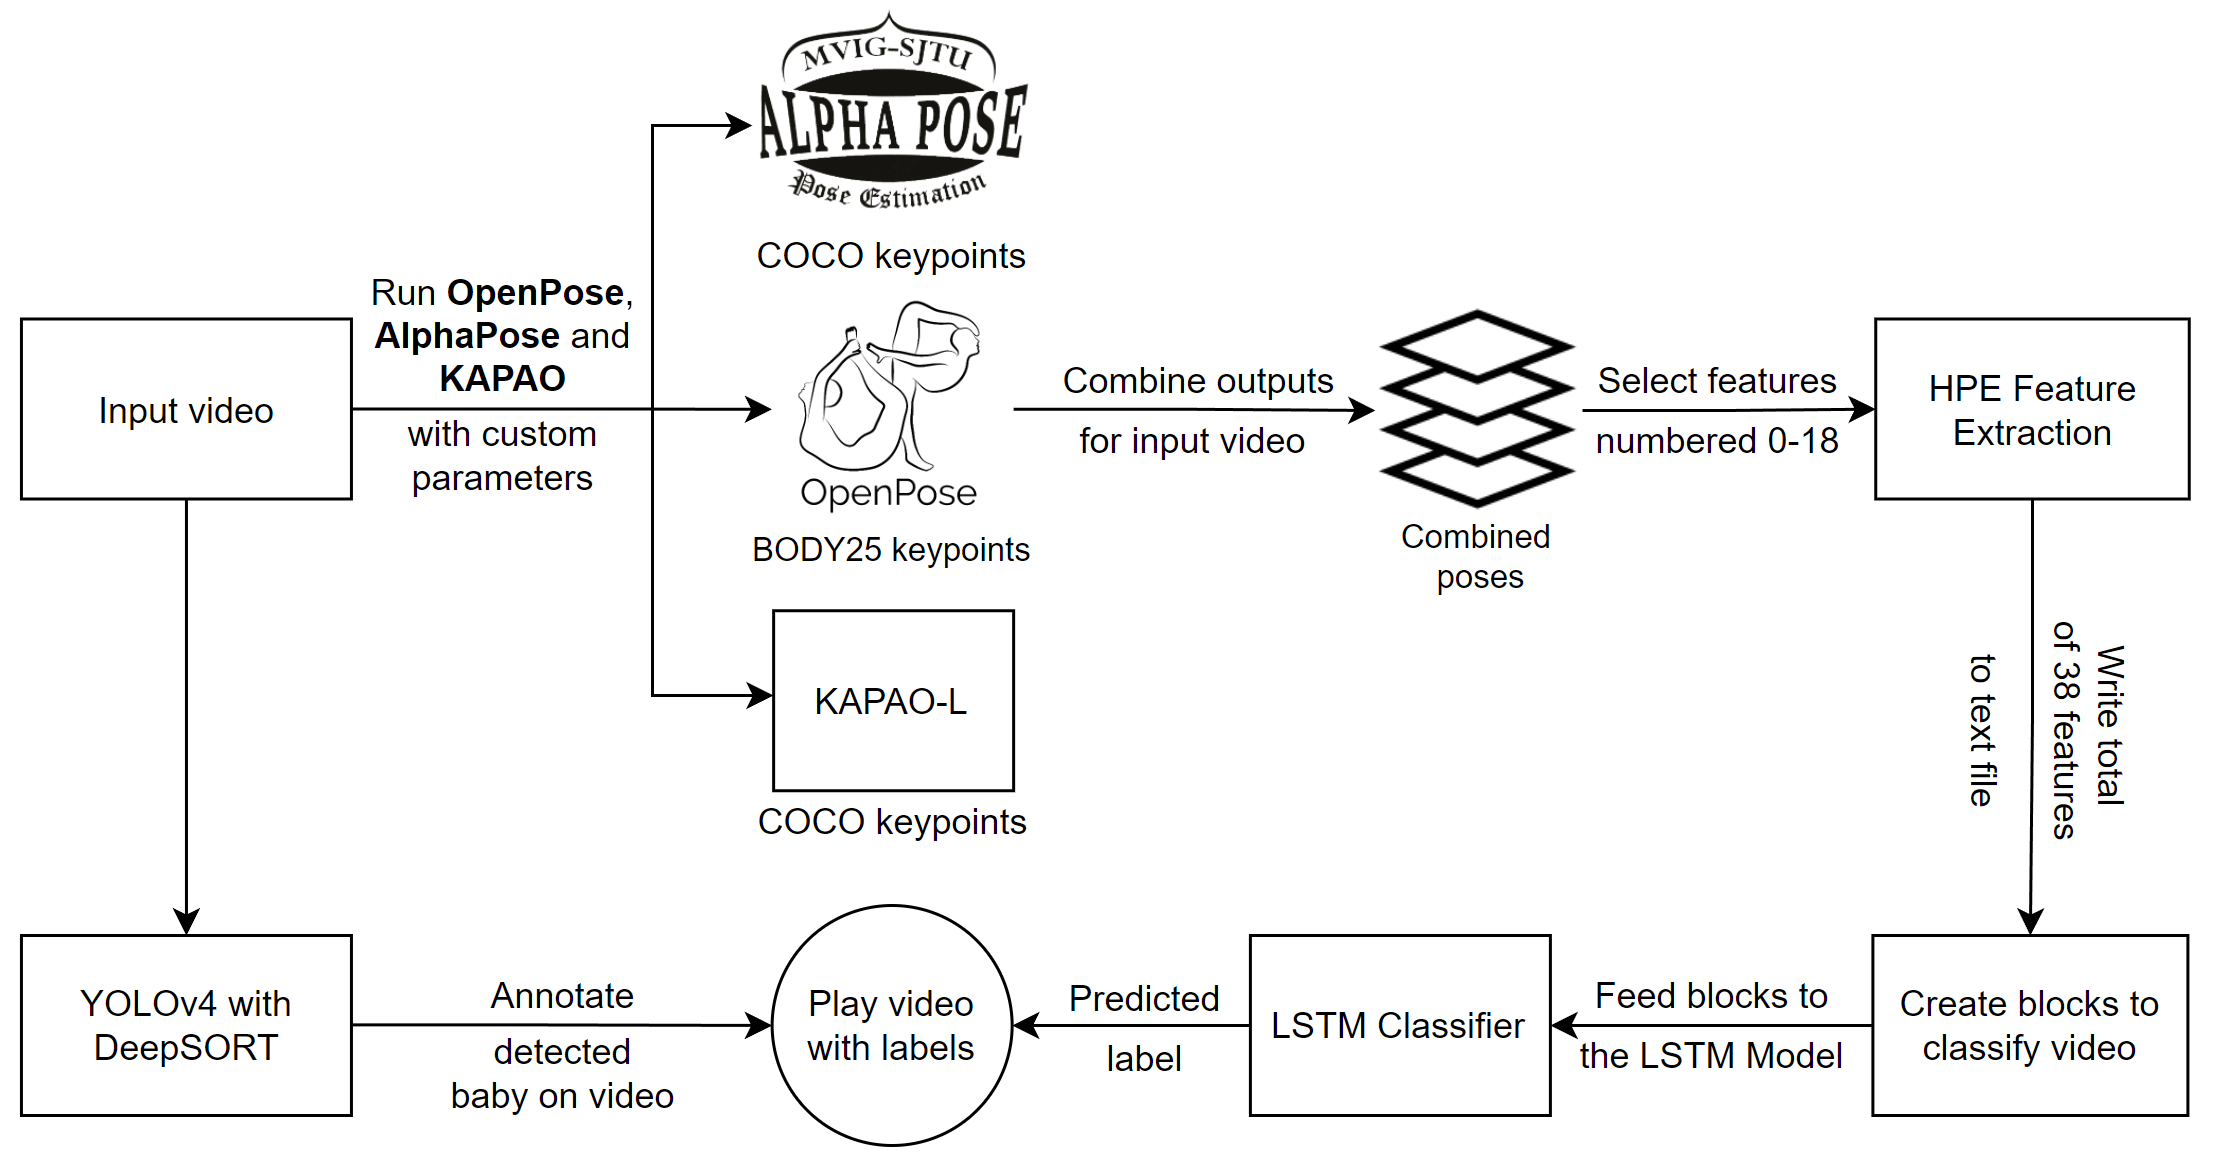 MVIG-SJTU
ALPHA POSE
Pose Estimation
COCO keypoints
Run OpenPose,
AlphaPose and
KAPAO
with custom
parameters
Input video
OpenPose
BODY25 keypoints
Combine outputs
for input video
Combined
poses
Select features
numbered 0-18
HPE Feature
Extraction
KAPAO-L
COCO keypoints
Write total
of 38 features
to text file
YOLOv4 with
DeepSORT
Annotate
detected
baby on video
Play video
with labels
Predicted
label
LSTM Classifier
Feed blocks to
the LSTM Model
Create blocks to
classify video